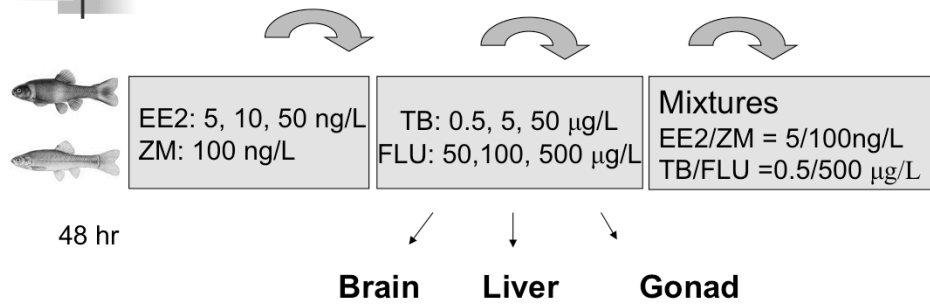 EE2: 5, 10, 50 ng/L
ZM: 100 ng/L
TB: 0.5, 5, 50 μg/L
FLU: 50,100, 500 μg/L
Mixtures
EE2/ZM = 5/100ng/L
TB/FLU =0.5/500 μg/L
48 hr
Brain Liver Gonad